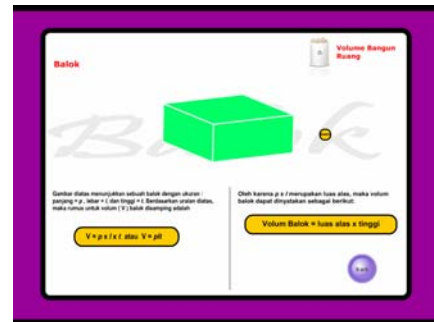 Volume Bangun
Ruang
Balok
Balok
Gambar diatas menunjukkan sebuah balok dengan ukuran :
panjang = p , lebar = l, dan tinggi = t. Berdasarkan uraian diatas,
maka rumus untuk volum ( V ) balok disamping adalah
V = p x l x t atau V = plt
Oleh karena p x l merupakan luas alas, maka volum
balok dapat dinyatakan sebagai berikut:
Volum Balok = luas alas x tinggi